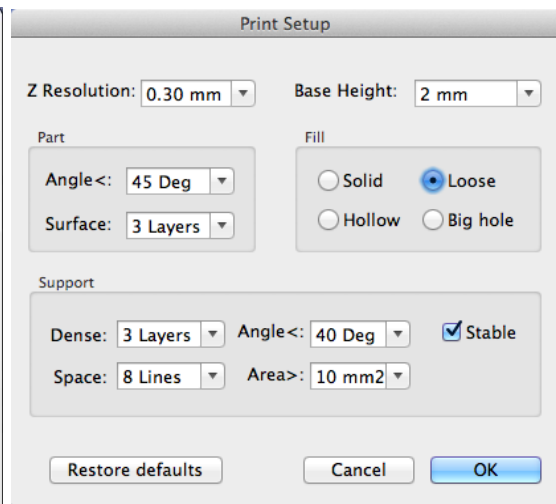 Print Setup
Z Resolution: 0.30 mm Base Height: 2 mm
Part Fill
Angle<: 45 Deg Solid Loose
Surface: 3 Layers Hollow Big hole
Support
Dense: 3 Layers Angle<: 40 Deg Stable
Space: 8 Lines Area>: 10 mm2
Restore defaults Cancel OK